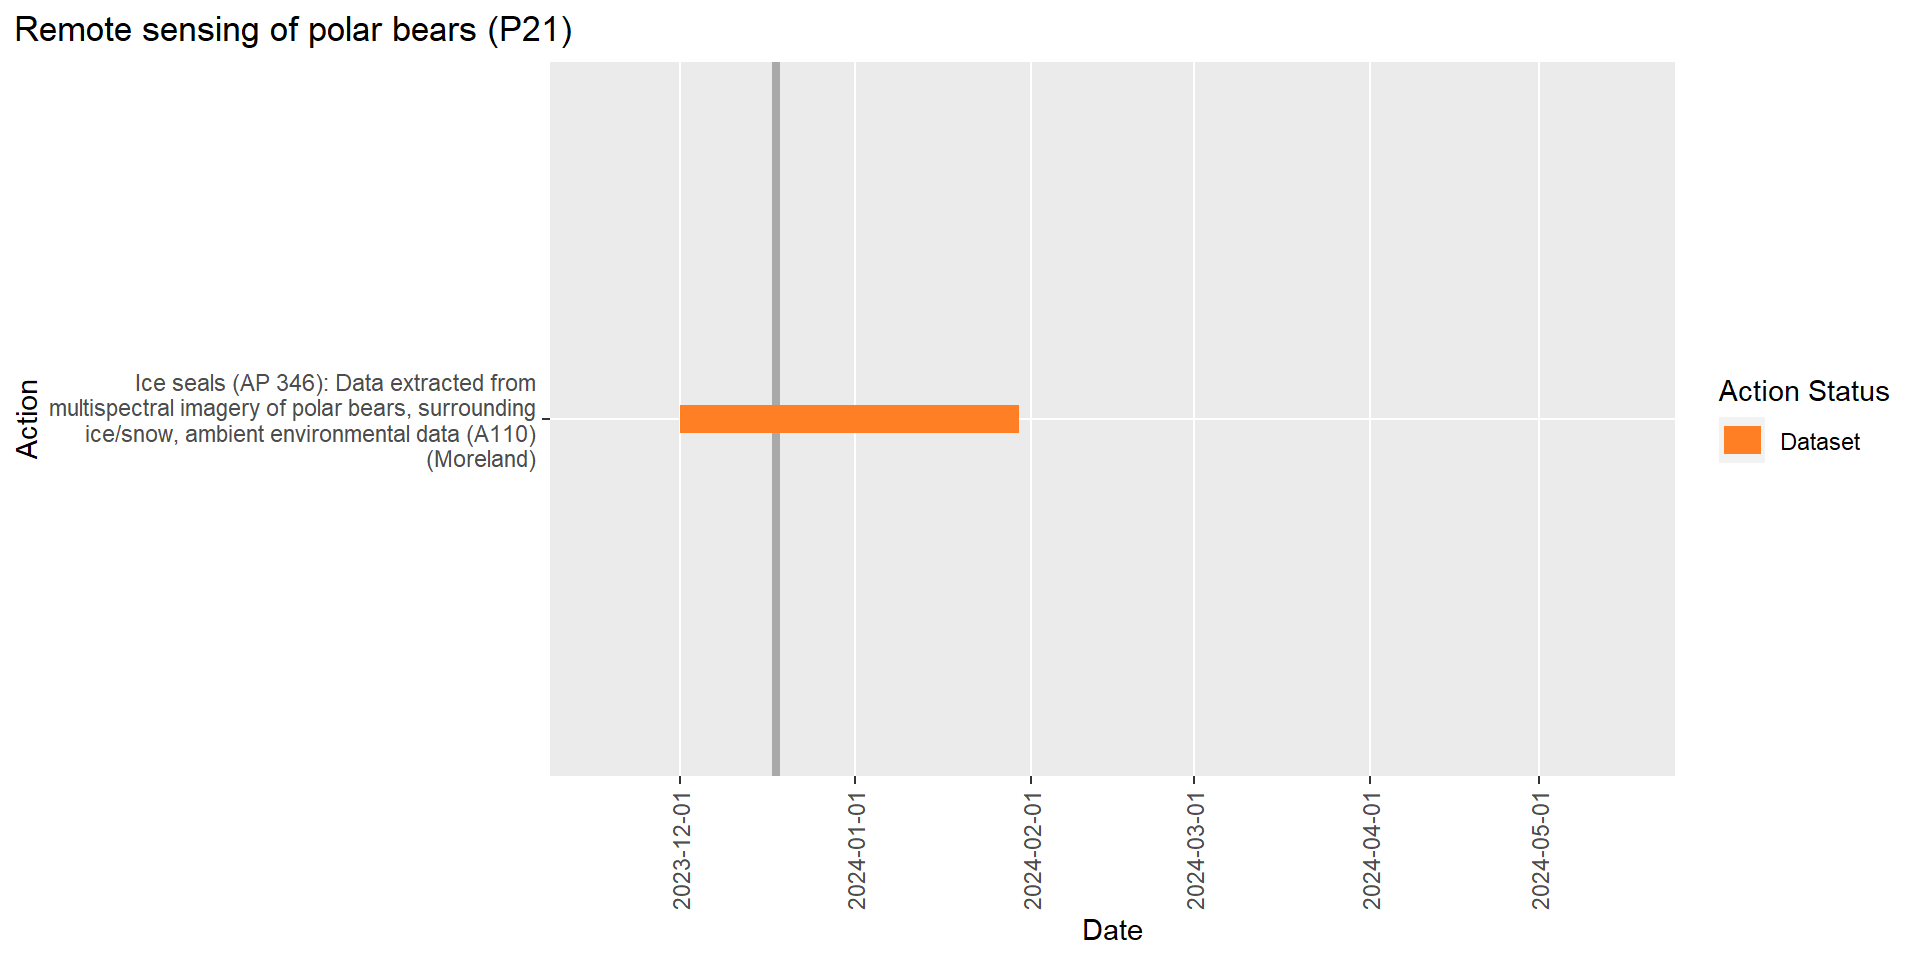 Remote sensing of polar bears (P21)
Action
Ice seals (AP 346): Data extracted from
multispectral imagery of polar bears, surrounding
ice/snow, ambient environmental data (A110)
(Moreland)
Action Status
Dataset
2023-12-01
2024-01-01
2024-02-01
2024-03-01
2024-04-01
2024-05-01
Date